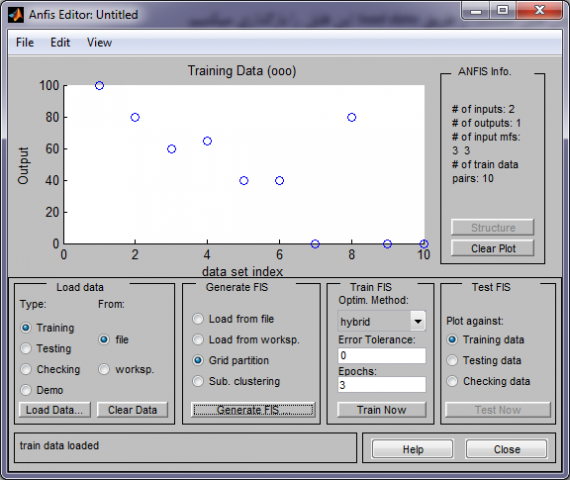 Anfis Editor: Untitled
File Edit View
Training Data (ooo)
100
80
60
40
20
0
Output
0 2 4 6 8 10
data set index
ANFIS Info.
# of inputs: 2
# of outputs: 1
# of input mfs:
3 3
# of train data
pairs: 10
Structure
Clear Plot
Load data
Type: From:
Training
Testing
Checking
Demo
file
worksp.
Load Data...
Clear Data
Generate FIS
Load from file
Load from worksp.
Grid partition
Sub. clustering
Generate FIS ...
Train FIS
Optim. Method:
hybrid
Error Tolerance:
0
Epochs:
3
Train Now
Test FIS
Plot against:
Training data
Testing data
Checking data
Test Now
train data loaded
Help
Close